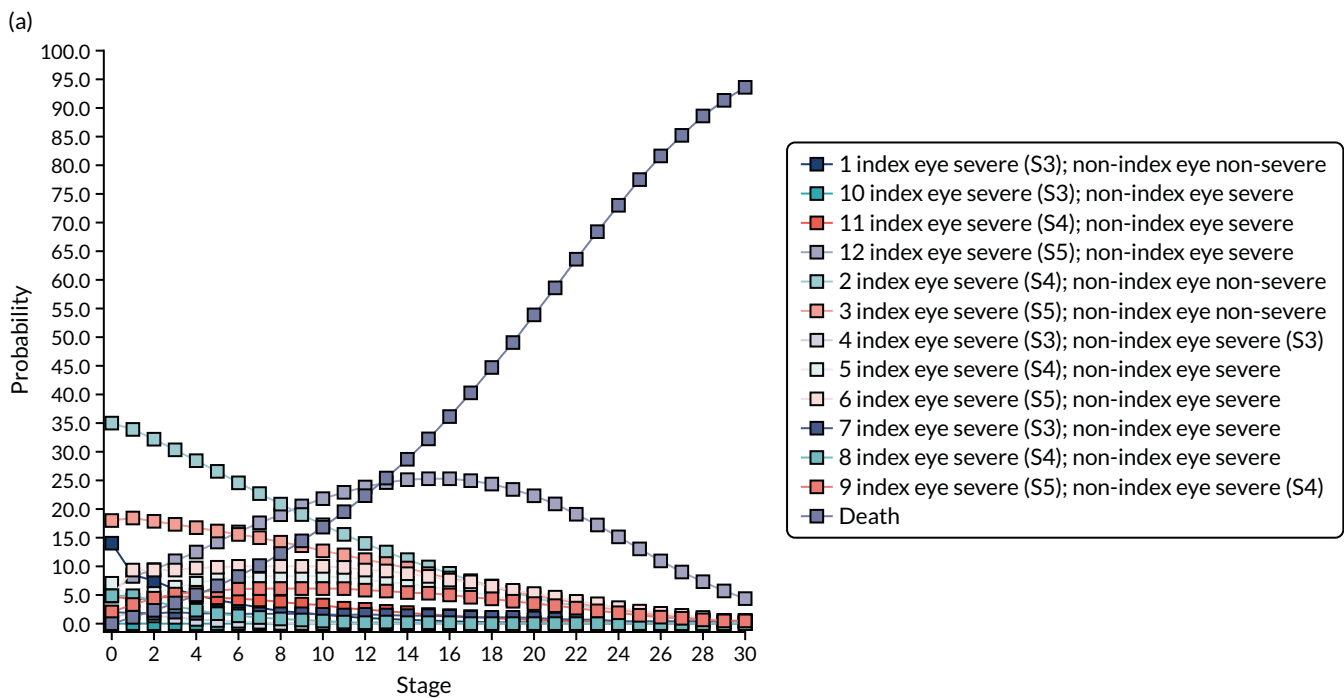 (a)
100.0
95.0
90.0
85.0
80.0
75.0
70.0
65.0
60.0
55.0
50.0
45.0
40.0
35.0
30.0
25.0
20.0
15.0
10.0
5.0
0.0
Probability
0 2 4 6 8 10 12 14 16 18 20 22 24 26 28 30
Stage
1 index eye severe (S3); non-index eye non-severe
10 index eye severe (S3); non-index eye severe
11 index eye severe (S4); non-index eye severe
12 index eye severe (S5); non-index eye severe
2 index eye severe (S4); non-index eye non-severe
3 index eye severe (S5); non-index eye non-severe
4 index eye severe (S3); non-index eye severe (S3)
5 index eye severe (S4); non-index eye severe
6 index eye severe (S5); non-index eye severe
7 index eye severe (S3); non-index eye severe
8 index eye severe (S4); non-index eye severe
9 index eye severe (S5); non-index eye severe (S4)
Death